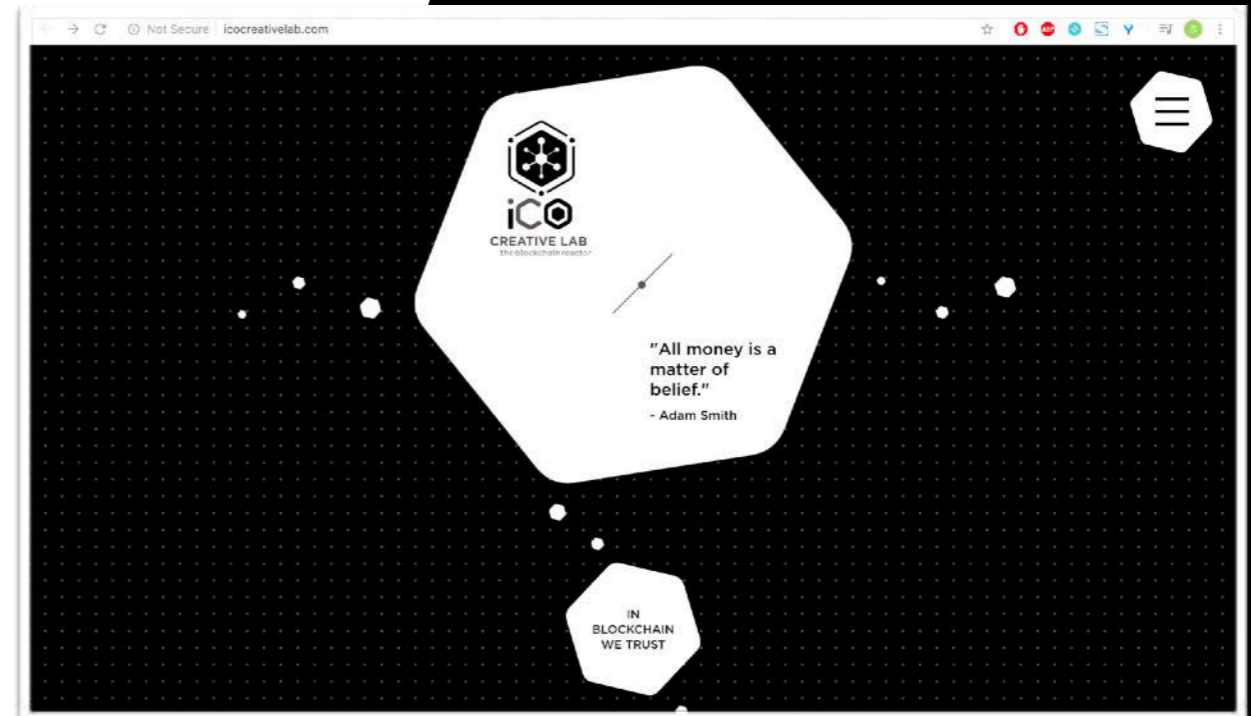 Not Secure icocreativelab.com
ABP
S
iCO
CREATIVE LAB
the blockchain reactor
"All money is a
matter of
belief."
- Adam Smith
IN
BLOCKCHAIN
WE TRUST